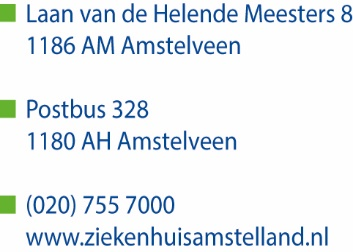 Laan van de Helende Meesters 8
1186 AM Amstelveen
Postbus 328
1180 AH Amstelveen
(020) 755 7000
www.ziekenhuisamstelland.nl